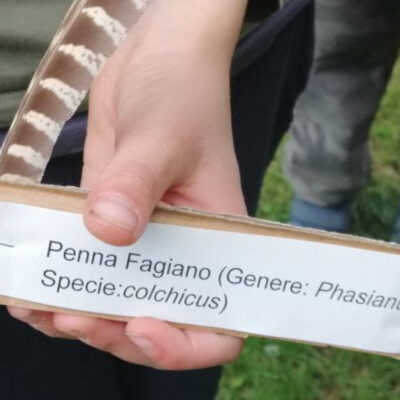 Penna Fagiano (Genere: Phasianu
Specie:colchicus)